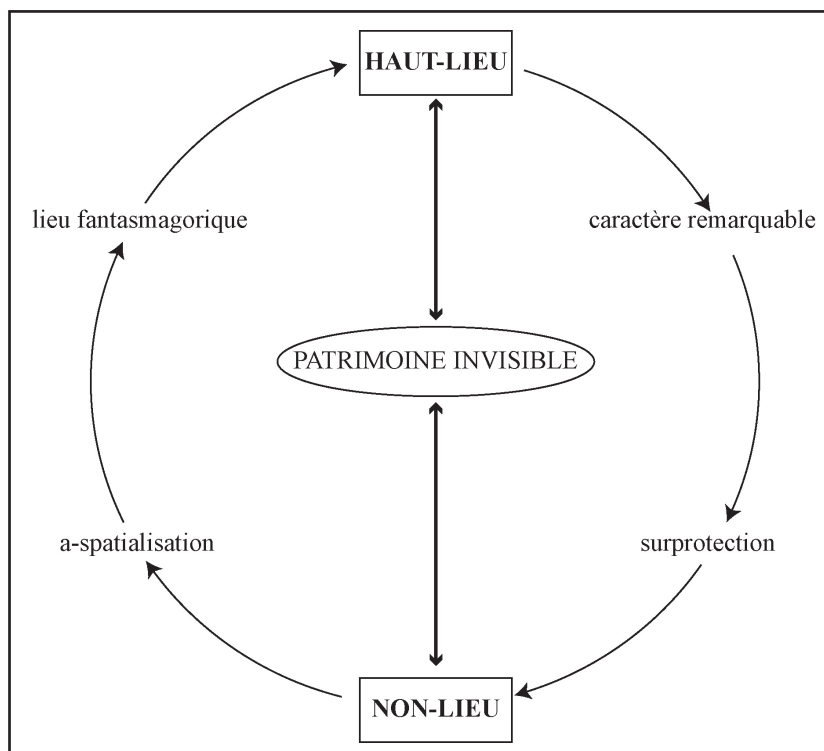 HAUT-LIEU
lieu fantasmagorique
caractère remarquable
PATRIMOINE INVISIBLE
a-spatialisation
surprotection
NON-LIEU